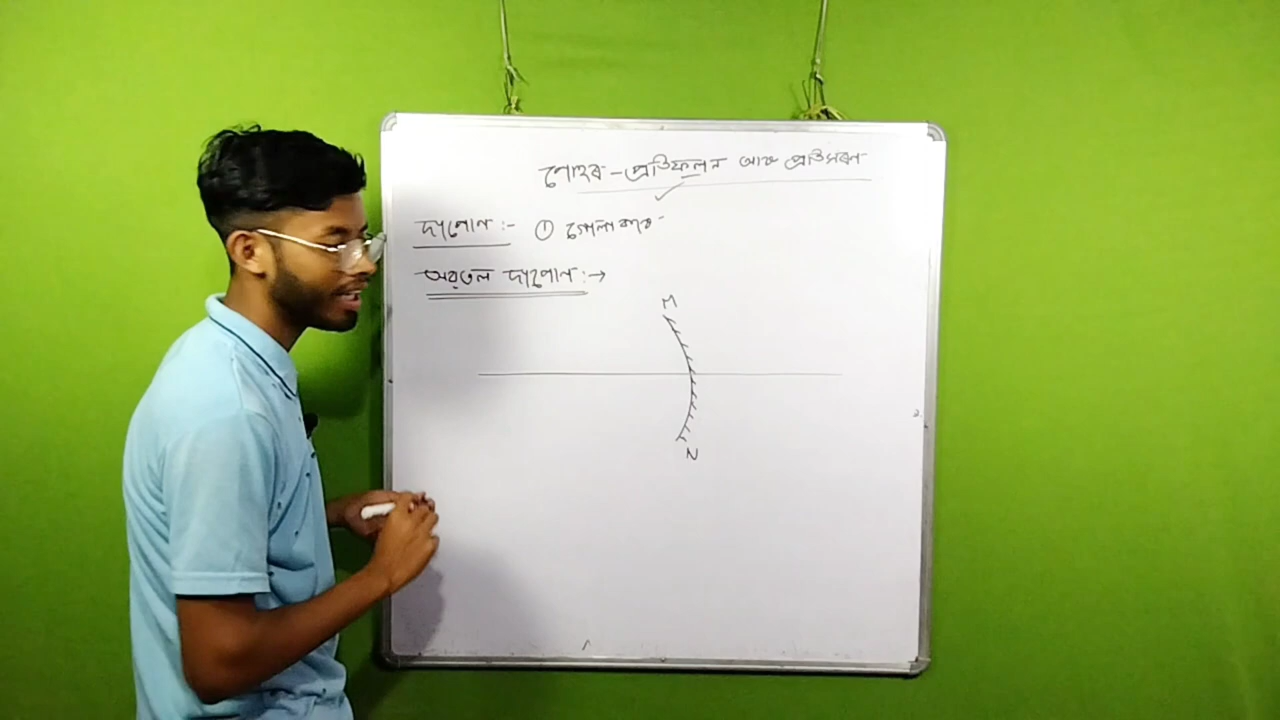 পোহৰ - প্ৰতিফলন আৰু প্ৰতিসৰণ
দাপোন :- ① গোলাকাৰ
অৱতল দাপোন :→
M
N